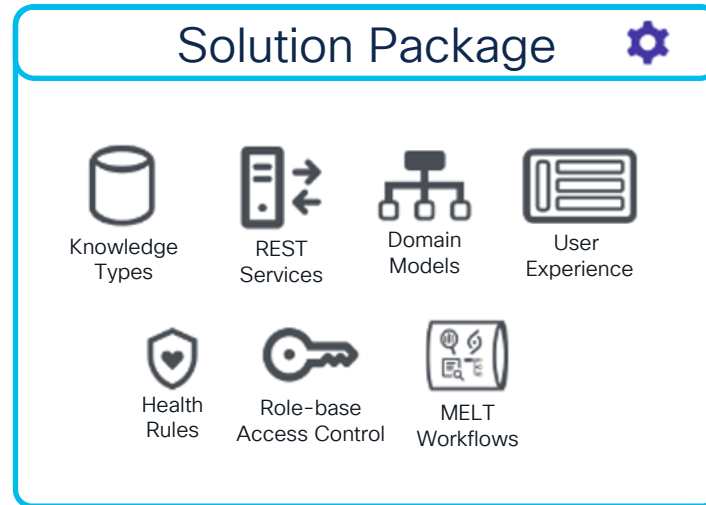 Solution Package
Knowledge
Types
REST
Services
Domain
Models
User
Experience
Health
Rules
Role-base
Access Control
MELT
Workflows